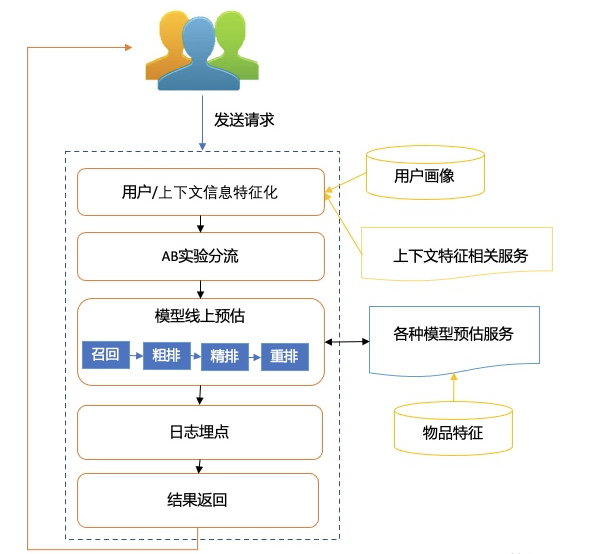 发送请求
用户/上下文信息特征化
用户画像
AB实验分流
上下文特征相关服务
模型线上预估
召回
粗排
精排
重排
各种模型预估服务
日志埋点
物品特征
结果返回